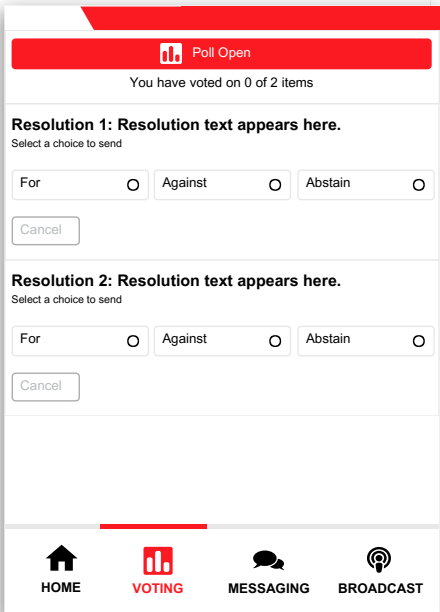 Poll Open
You have voted on 0 of 2 items
Resolution 1: Resolution text appears here.
Select a choice to send
For Against Abstain
Cancel
Resolution 2: Resolution text appears here.
Select a choice to send
For Against Abstain
Cancel
HOME VOTING MESSAGING BROADCAST